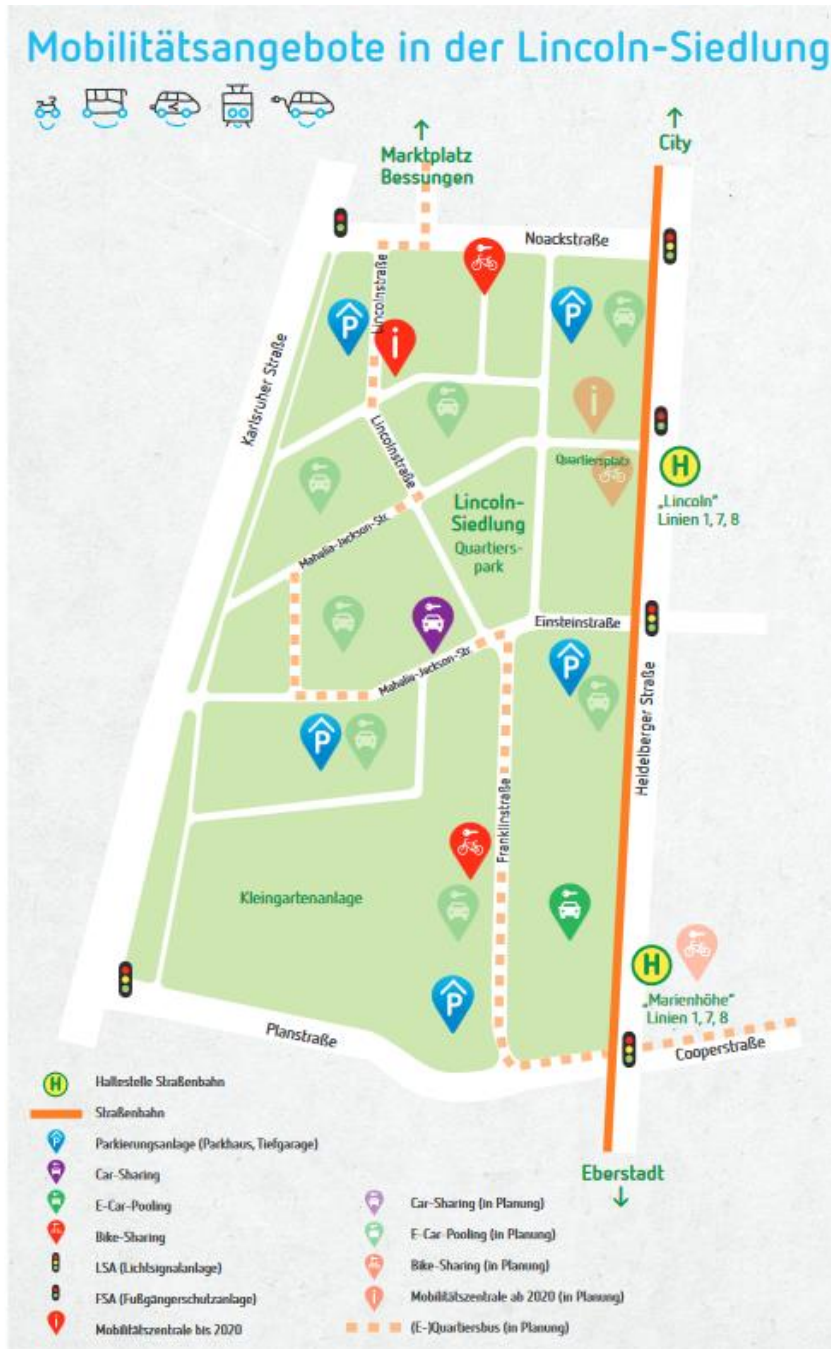 Mobilitätsangebote in der Lincoln-Siedlung
Marktplatz
Bessungen
City
Noackstraße
Lincolnstraße
Karlsruher Straße
P
P
i
i
Lincolnstraße
Quartiersplatz
H
„Lincoln“
Linien 1, 7, 8
Lincoln-
Siedlung
Quartiers-
park
Mahalia-Jackson-Str.
Einsteinstraße
Mahalia-Jackson-Str.
P
P
Heidelberger Straße
Franklinstraße
Kleingartenanlage
H
P
„Marienhöhe“
Linien 1, 7, 8
Planstraße
Cooperstraße
Eberstadt
H Haltestelle Straßenbahn
Straßenbahn
P Parkierungsanlage (Parkhaus, Tiefgarage)
Car-Sharing
E-Car-Pooling
Bike-Sharing
LSA (Lichtsignalanlage)
FSA (Fußgängerschutzanlage)
i Mobilitätszentrale bis 2020
Car-Sharing (in Planung)
E-Car-Pooling (in Planung)
Bike-Sharing (in Planung)
i Mobilitätszentrale ab 2020 (in Planung)
(E-)Quartiersbus (in Planung)